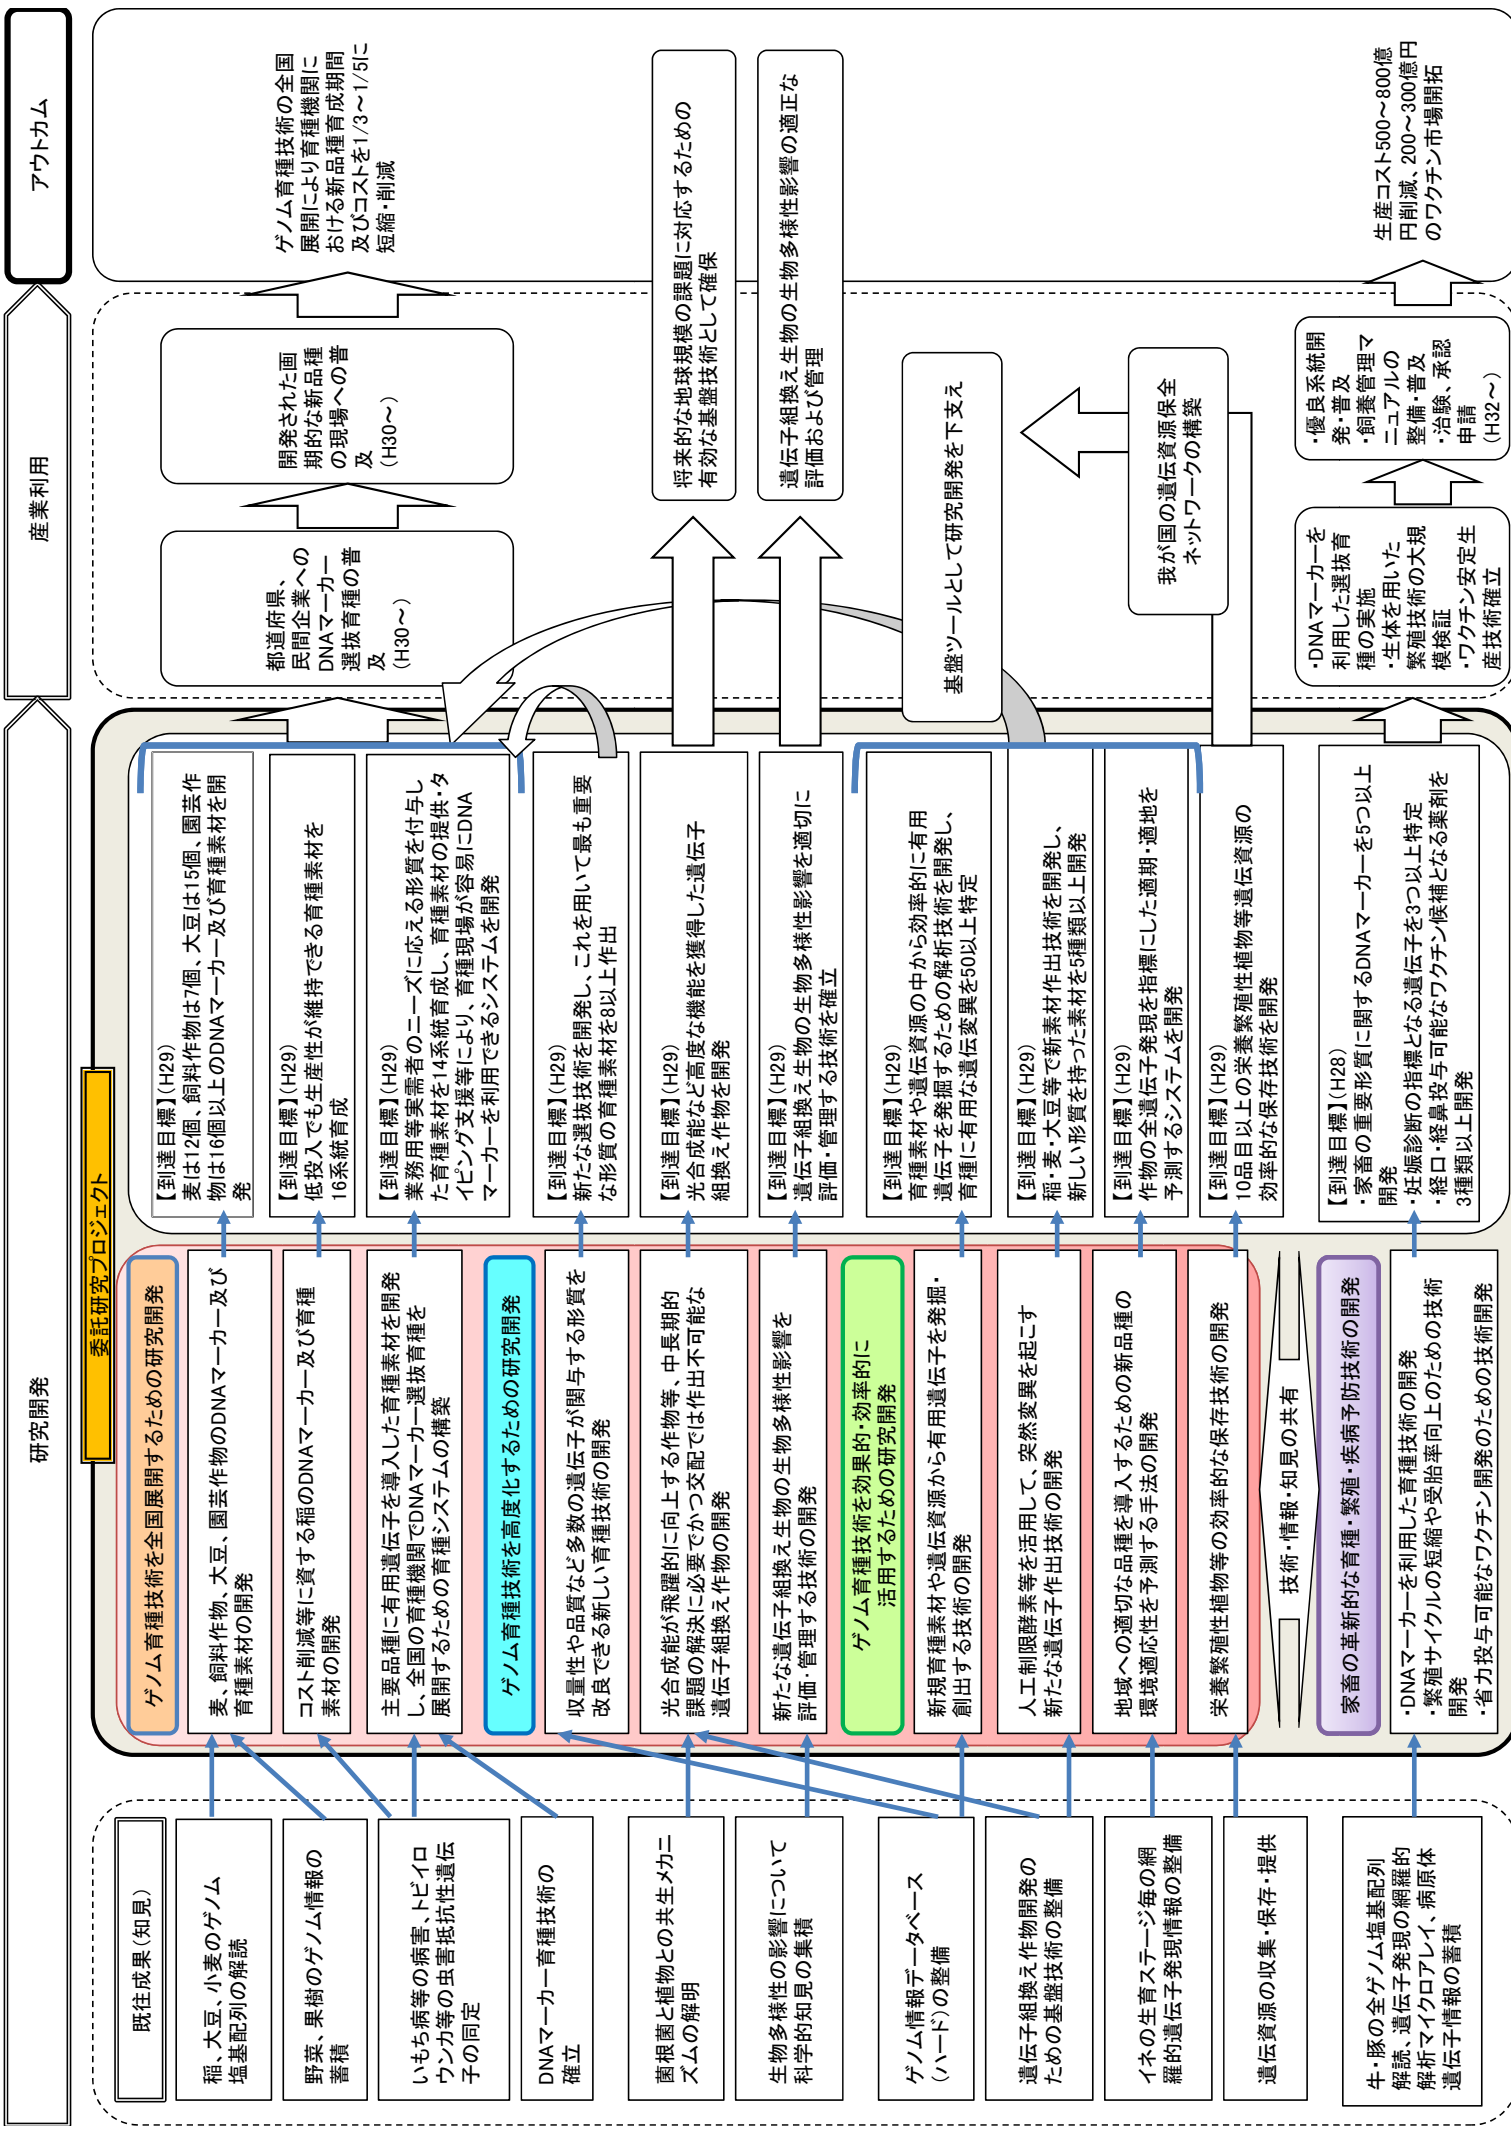 研究開発
産業利用
アウトカム
委託研究プロジェクト
既往成果(知見)
稲、大豆、小麦のゲノム
塩基配列の解読
野菜、果樹のゲノム情報の
蓄積
いもち病等の病害、トビイロ
ウンカ等の虫害抵抗性遺伝
子の同定
DNAマーカー育種技術の
確立
菌根菌と植物との共生メカニ
ズムの解明
生物多様性の影響について
科学的知見の集積
ゲノム情報データベース
(ハード)の整備
遺伝子組換え作物開発の
ための基盤技術の整備
イネの生育ステージ毎の網
羅的遺伝子発現情報の整備
遺伝資源の収集・保存・提供
牛・豚の全ゲノム塩基配列
解読、遺伝子発現の網羅的
解析マイクロアレイ、病原体
遺伝子情報の蓄積
ゲノム育種技術を全国展開するための研究開発
麦、飼料作物、大豆、園芸作物のDNAマーカー及び
育種素材の開発
コスト削減等に資する稲のDNAマーカー及び育種
素材の開発
主要品種に有用遺伝子を導入した育種素材を開発
し、全国の育種機関でDNAマーカー選抜育種を
展開するための育種システムの構築
ゲノム育種技術を高度化するための研究開発
収量性や品質など多数の遺伝子が関与する形質を
改良できる新しい育種技術の開発
光合成能が飛躍的に向上する作物等、中長期的
課題の解決に必要でかつ交配では作出不可能な
遺伝子組換え作物の開発
新たな遺伝子組換え生物の生物多様性影響を
評価・管理する技術の開発
ゲノム育種技術を効果的・効率的に
活用するための研究開発
新規育種素材や遺伝資源から有用遺伝子を発掘・
創出する技術の開発
人工制限酵素等を活用して、突然変異を起こす
新たな遺伝子作出技術の開発
地域への適切な品種を導入するための新品種の
環境適応性を予測する手法の開発
栄養繁殖性植物等の効率的な保存技術の開発
技術・情報・知見の共有
家畜の革新的な育種・繁殖・疾病予防技術の開発
・DNAマーカーを利用した育種技術の開発
・繁殖サイクルの短縮や受胎率向上のための技術
開発
・省力投与可能なワクチン開発のための技術開発
【到達目標】(H29)
麦は12個、飼料作物は7個、大豆は15個、園芸作
物は16個以上のDNAマーカー及び育種素材を開
発
【到達目標】(H29)
低投入でも生産性が維持できる育種素材を
16系統育成
【到達目標】(H29)
業務用等実需者のニーズに応える形質を付与し
た育種素材を14系統育成し、育種素材の提供・タ
イピング支援等により、育種現場が容易にDNA
マーカーを利用できるシステムを開発
【到達目標】(H29)
新たな選抜技術を開発し、これを用いて最も重要
な形質の育種素材を8以上作出
【到達目標】(H29)
光合成能など高度な機能を獲得した遺伝子
組換え作物を開発
【到達目標】(H29)
遺伝子組換え生物の生物多様性影響を適切に
評価・管理する技術を確立
【到達目標】(H29)
育種素材や遺伝資源の中から効率的に有用
遺伝子を発掘するための解析技術を開発し、
育種に有用な遺伝変異を50以上特定
【到達目標】(H29)
稲・麦・大豆等で新素材作出技術を開発し、
新しい形質を持った素材を5種類以上開発
【到達目標】(H29)
作物の全遺伝子発現を指標にした適期・適地を
予測するシステムを開発
【到達目標】(H29)
10品目以上の栄養繁殖性植物等遺伝資源の
効率的な保存技術を開発
【到達目標】(H28)
・家畜の重要形質に関するDNAマーカーを5つ以上
開発
・妊娠診断の指標となる遺伝子を3つ以上特定
・経口・経鼻投与可能なワクチン候補となる薬剤を
3種類以上開発
都道府県、
民間企業への
DNAマーカー
選抜育種の普
及
(H30~)
開発された画
期的な新品種
の現場への普
及
(H30~)
ゲノム育種技術の全国
展開により育種機関に
おける新品種育成期間
及びコストを1/3~1/5に
短縮・削減
将来的な地球規模の課題に対応するための
有効な基盤技術として確保
遺伝子組換え生物の生物多様性影響の適正な
評価および管理
基盤ツールとして研究開発を下支え
我が国の遺伝資源保全
ネットワークの構築
・DNAマーカーを
利用した選抜育
種の実施
・生体を用いた
繁殖技術の大規
模検証
・ワクチン安定生
産技術確立
・優良系統開
発・普及
・飼養管理マ
ニュアルの
整備・普及
・治験、承認
申請
(H32~)
生産コスト500~800億
円削減、200~300億円
のワクチン市場開拓